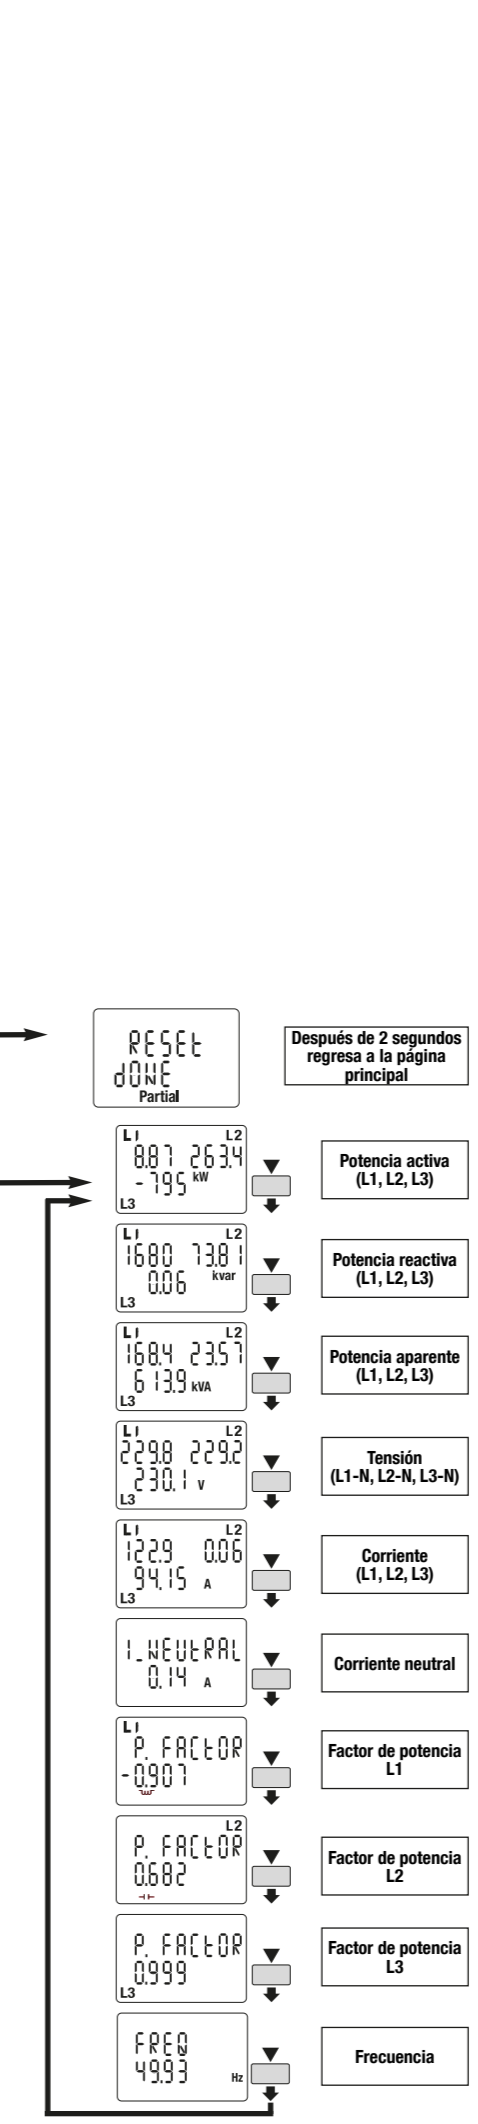 RESEt
dONE
Partial
Después de 2 segundos
regresa a la página
principal
L1 L2
8.87 263.4
-795 kW
L3
Potencia activa
(L1, L2, L3)
L1 L2
1680 73.81
0.06 kvar
L3
Potencia reactiva
(L1, L2, L3)
L1 L2
168.4 23.57
613.9 kVA
L3
Potencia aparente
(L1, L2, L3)
L1 L2
229.8 229.2
230.1 V
L3
Tensión
(L1-N, L2-N, L3-N)
L1 L2
122.9 0.06
94.15 A
L3
Corriente
(L1, L2, L3)
I_NEUtRAL
0.14 A
Corriente neutral
L1
P. FACtOR
-0.907
Factor de potencia
L1
L2
P. FACtOR
0.682
Factor de potencia
L2
P. FACtOR
0.999
L3
Factor de potencia
L3
FREQ
49.93 Hz
Frecuencia